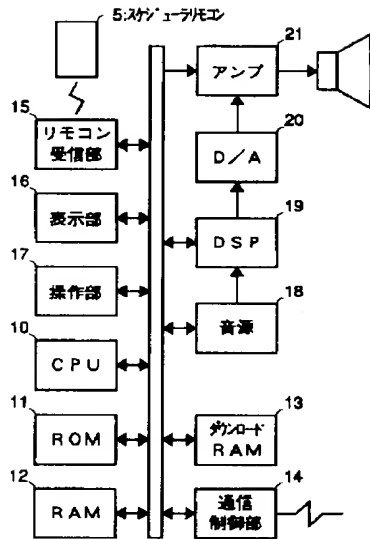 5:スケジューラリモコン
15
リモコン
受信部
16
表示部
17
操作部
10
CPU
11
ROM
12
RAM
21
アンプ
20
D/A
19
DSP
18
音源
13
ダウンロード
RAM
14
通信
制御部